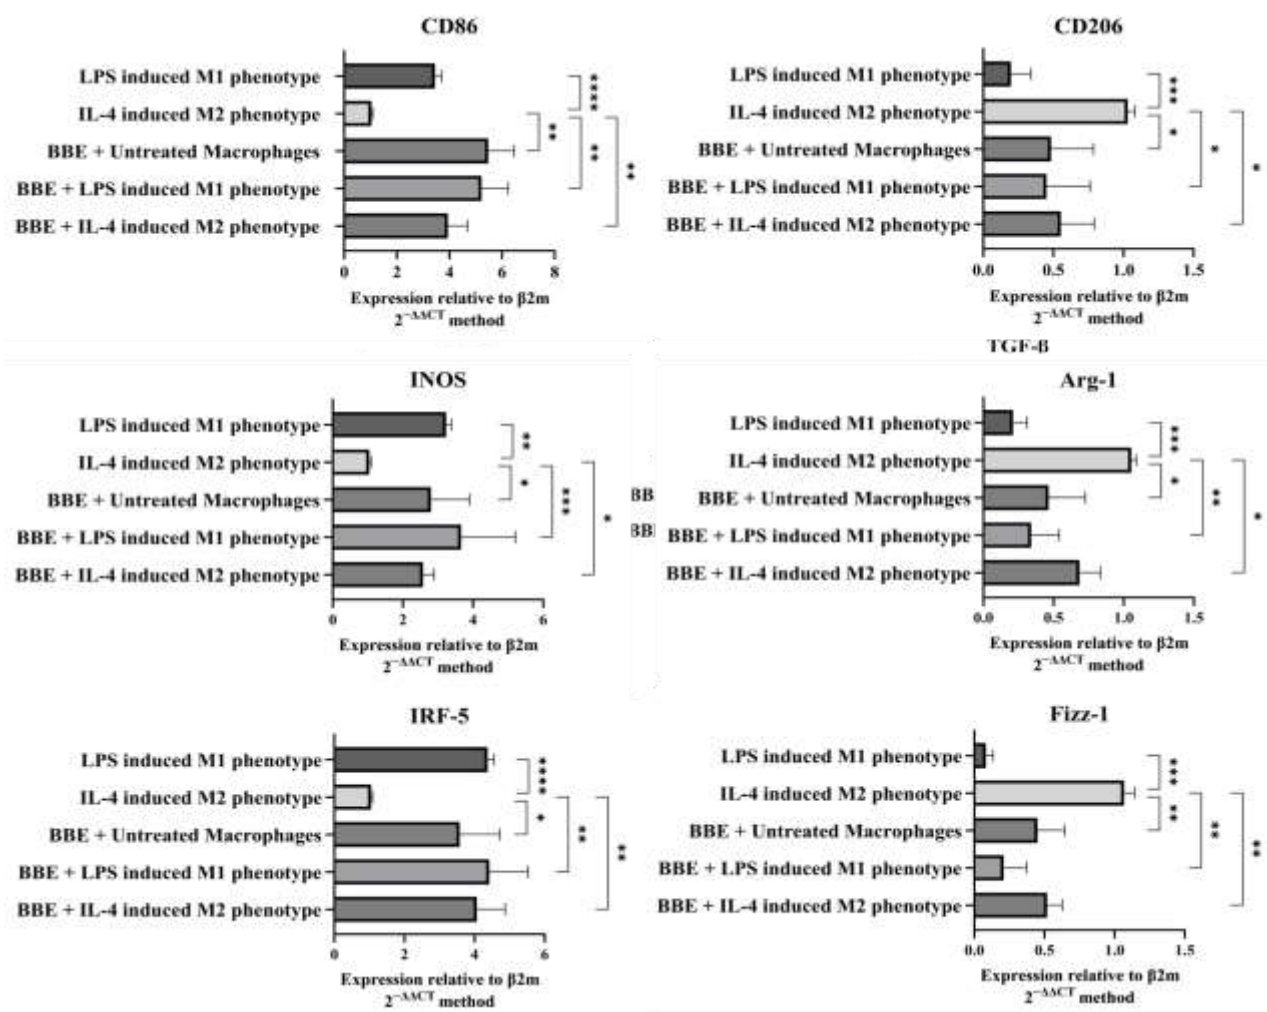 CD86
LPS induced M1 phenotype
IL-4 induced M2 phenotype
BBE + Untreated Macrophages
BBE + LPS induced M1 phenotype
BBE + IL-4 induced M2 phenotype
****
**
**
**
0 2 4 6 8
Expression relative to β2m
2^−ΔΔCT method
CD206
LPS induced M1 phenotype
IL-4 induced M2 phenotype
BBE + Untreated Macrophages
BBE + LPS induced M1 phenotype
BBE + IL-4 induced M2 phenotype
***
*
*
*
0.0 0.5 1.0 1.5
Expression relative to β2m
2^−ΔΔCT method
TGF-β
INOS
LPS induced M1 phenotype
IL-4 induced M2 phenotype
BBE + Untreated Macrophages
BBE + LPS induced M1 phenotype
BBE + IL-4 induced M2 phenotype
**
*
***
*
0 2 4 6
Expression relative to β2m
2^−ΔΔCT method
BB
BB
Arg-1
LPS induced M1 phenotype
IL-4 induced M2 phenotype
BBE + Untreated Macrophages
BBE + LPS induced M1 phenotype
BBE + IL-4 induced M2 phenotype
***
*
**
*
0.0 0.5 1.0 1.5
Expression relative to β2m
2^−ΔΔCT method
IRF-5
LPS induced M1 phenotype
IL-4 induced M2 phenotype
BBE + Untreated Macrophages
BBE + LPS induced M1 phenotype
BBE + IL-4 induced M2 phenotype
****
*
**
**
0 2 4 6
Expression relative to β2m
2^−ΔΔCT method
Fizz-1
LPS induced M1 phenotype
IL-4 induced M2 phenotype
BBE + Untreated Macrophages
BBE + LPS induced M1 phenotype
BBE + IL-4 induced M2 phenotype
***
**
**
**
0.0 0.5 1.0 1.5
Expression relative to β2m
2^−ΔΔCT method